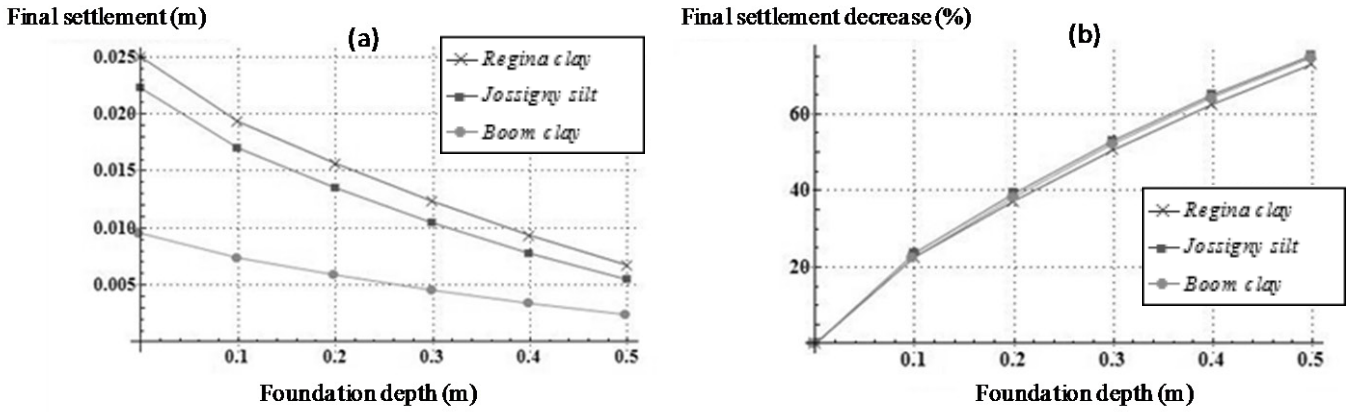 Final settlement (m)
(a)
Regina clay
Jossigny silt
Boom clay
0.025
0.020
0.015
0.010
0.005
0.1
0.2
0.3
0.4
0.5
Foundation depth (m)
Final settlement decrease (%)
(b)
60
40
20
Regina clay
Jossigny silt
Boom clay
0.1
0.2
0.3
0.4
0.5
Foundation depth (m)